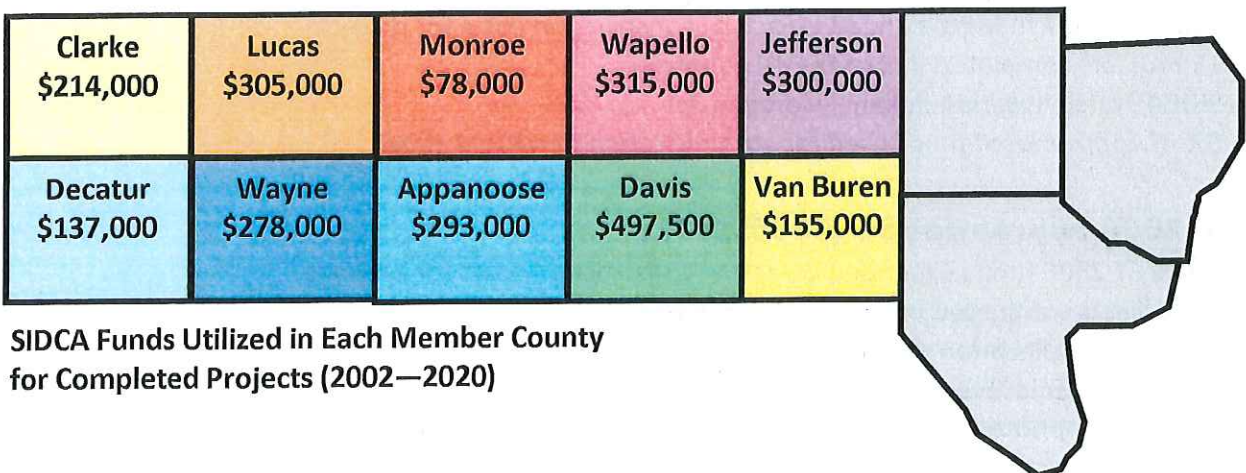 Clarke
$214,000
Lucas
$305,000
Monroe
$78,000
Wapello
$315,000
Jefferson
$300,000
Decatur
$137,000
Wayne
$278,000
Appanoose
$293,000
Davis
$497,500
Van Buren
$155,000
SIDCA Funds Utilized in Each Member County
for Completed Projects (2002—2020)